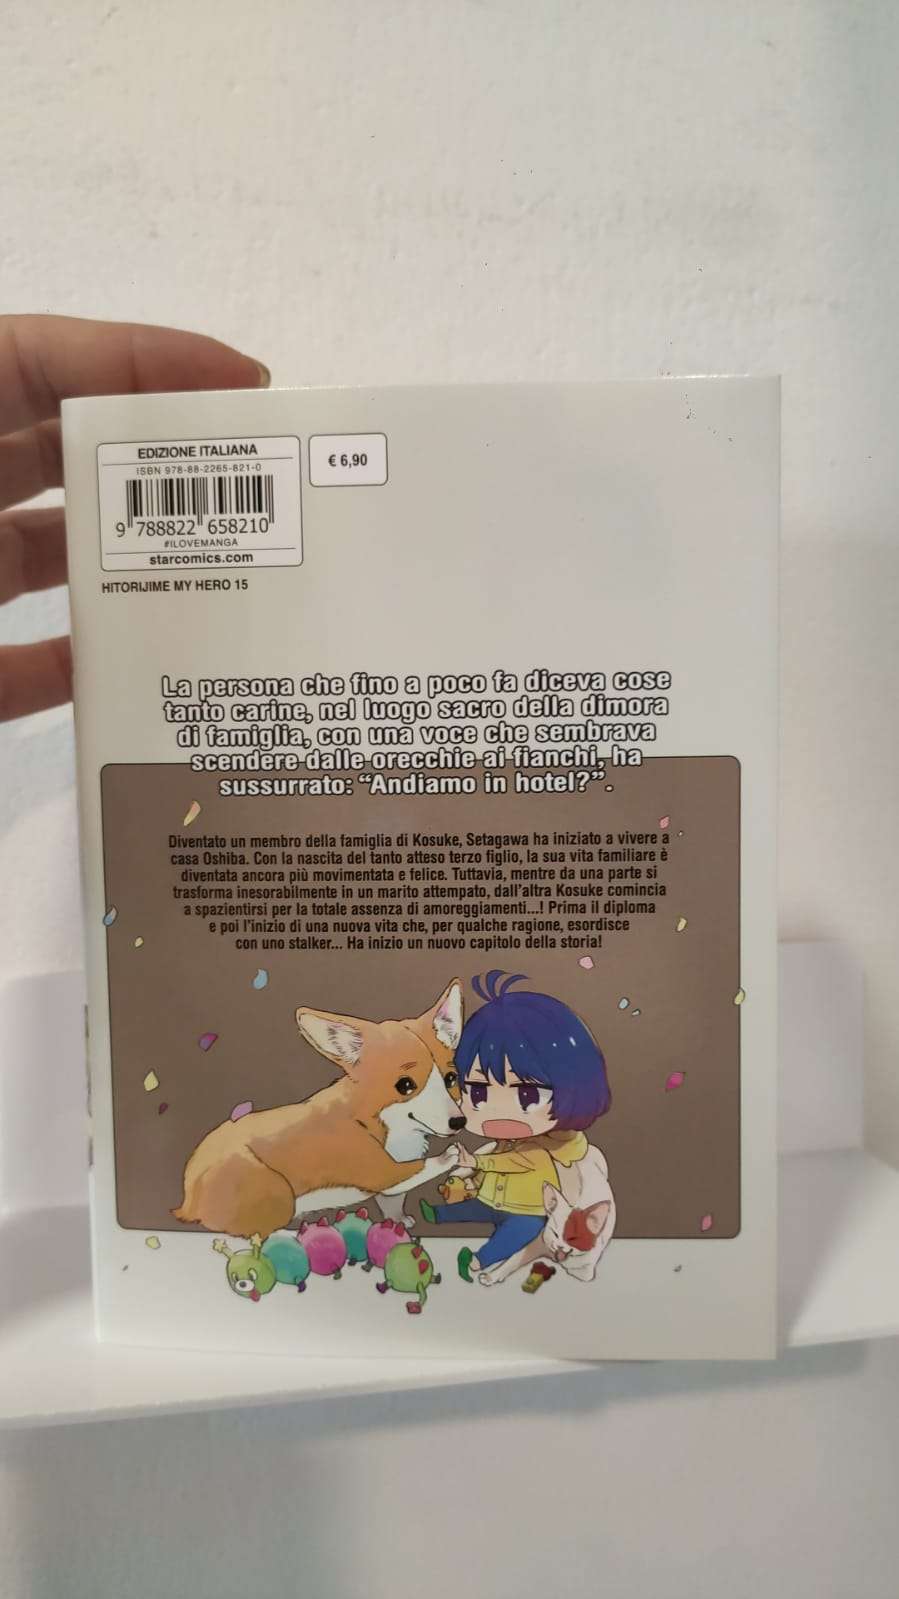 EDIZIONE ITALIANA
ISBN 978-88-2265-821-0
9 788822 658210
#ILOVEMANGA
starcomics.com
€ 6,90
HITORIJIME MY HERO 15
La persona che fino a poco fa diceva cose
tanto carine, nel luogo sacro della dimora
di famiglia, con una voce che sembrava
scendere dalle orecchie ai fianchi, ha
sussurrato: “Andiamo in hotel?”.
Diventato un membro della famiglia di Kosuke, Setagawa ha iniziato a vivere a
casa Oshiba. Con la nascita del tanto atteso terzo figlio, la sua vita familiare è
diventata ancora più movimentata e felice. Tuttavia, mentre da una parte si
trasforma inesorabilmente in un marito attempato, dall'altra Kosuke comincia
a spazientirsi per la totale assenza di amoreggiamenti...! Prima il diploma
e poi l'inizio di una nuova vita che, per qualche ragione, esordisce
con uno stalker... Ha inizio un nuovo capitolo della storia!